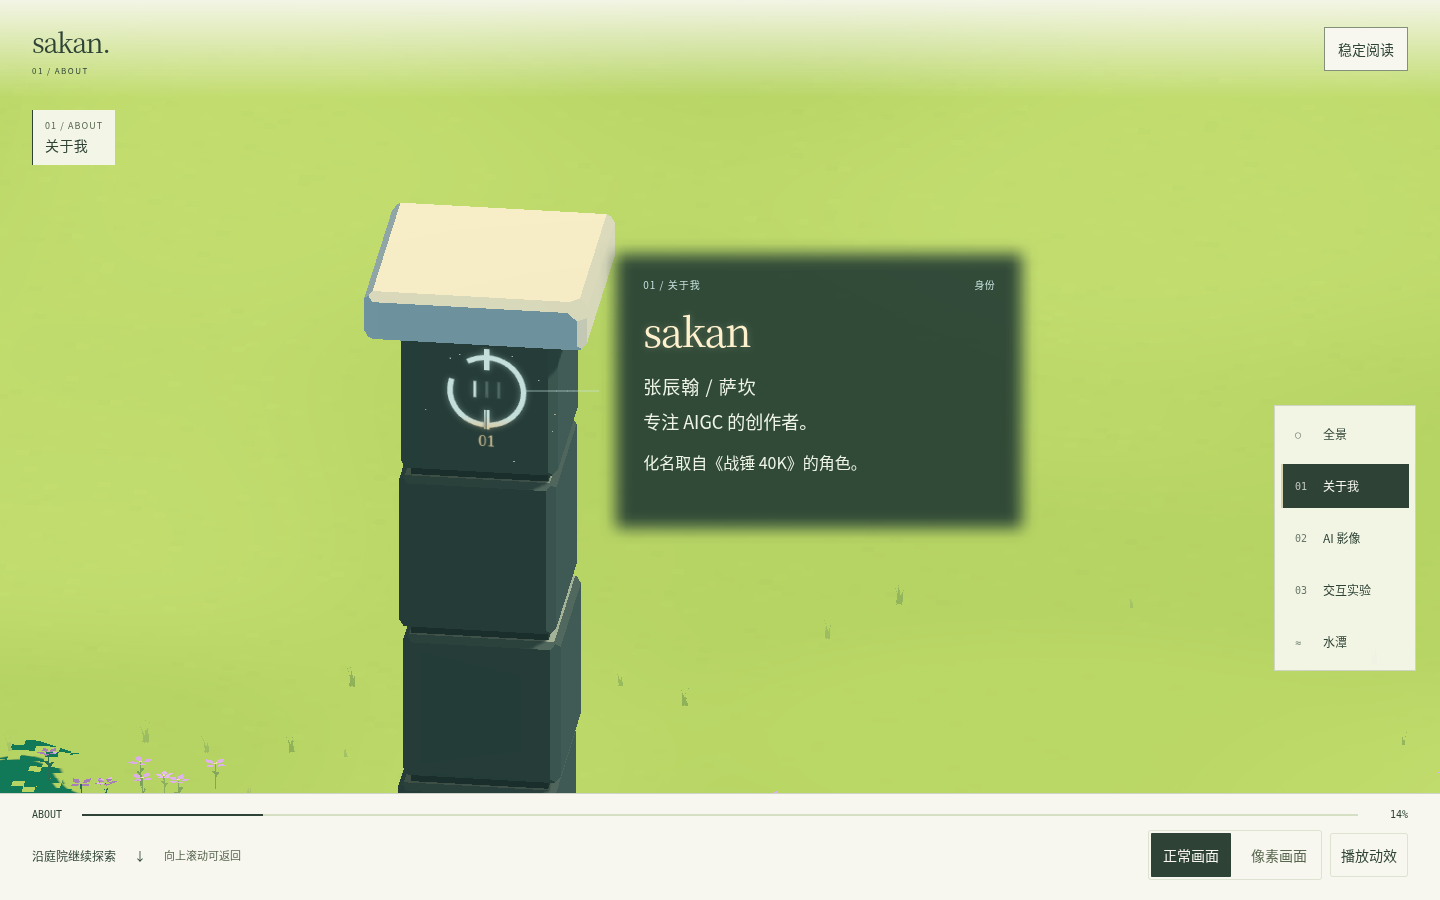 sakan.
01 / ABOUT
稳定阅读
01 / ABOUT
关于我
01 / 关于我
身份
sakan
张辰翰 / 萨坎
专注 AIGC 的创作者。
化名取自《战锤 40K》的角色。
01
全景
01 关于我
02 AI 影像
03 交互实验
≈ 水潭
ABOUT
14%
沿庭院继续探索 ↓ 向上滚动可返回
正常画面
像素画面
播放动效